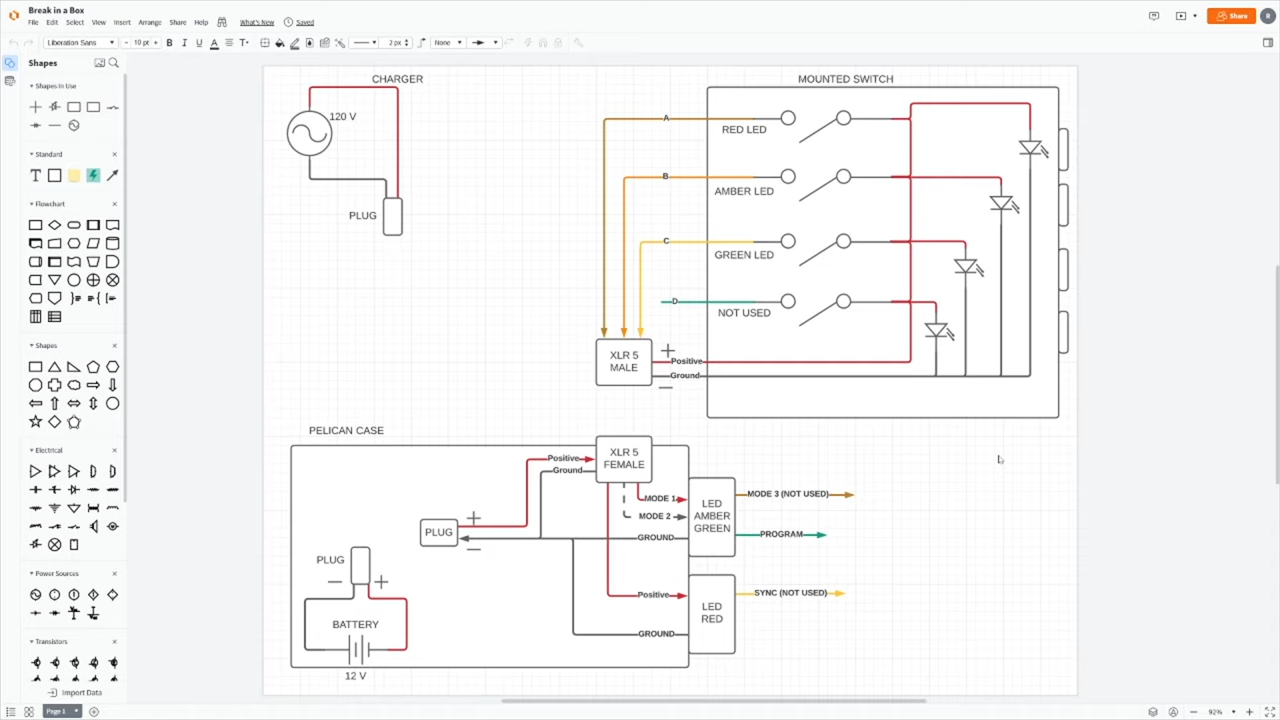 Break in a Box
File Edit Select View Insert Arrange Share Help What's New Saved
Share R
Liberation Sans - 10 pt + B I U A T 2 px None
Shapes
Shapes In Use
Standard
T
Flowchart
Shapes
Electrical
Power Sources
Transistors
Import Data
CHARGER
120 V
PLUG
MOUNTED SWITCH
A
RED LED
B
AMBER LED
C
GREEN LED
D
NOT USED
XLR 5
MALE
Positive
Ground
PELICAN CASE
XLR 5
FEMALE
Positive
Ground
MODE 1
MODE 2
GROUND
LED
AMBER
GREEN
MODE 3 (NOT USED)
PROGRAM
PLUG
PLUG
BATTERY
12 V
Positive
GROUND
LED
RED
SYNC (NOT USED)
Page 1
92%